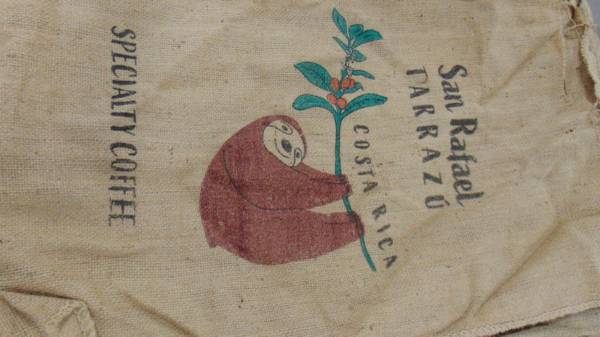 San Rafael
TARRAZÚ
COSTA RICA
SPECIALTY COFFEE